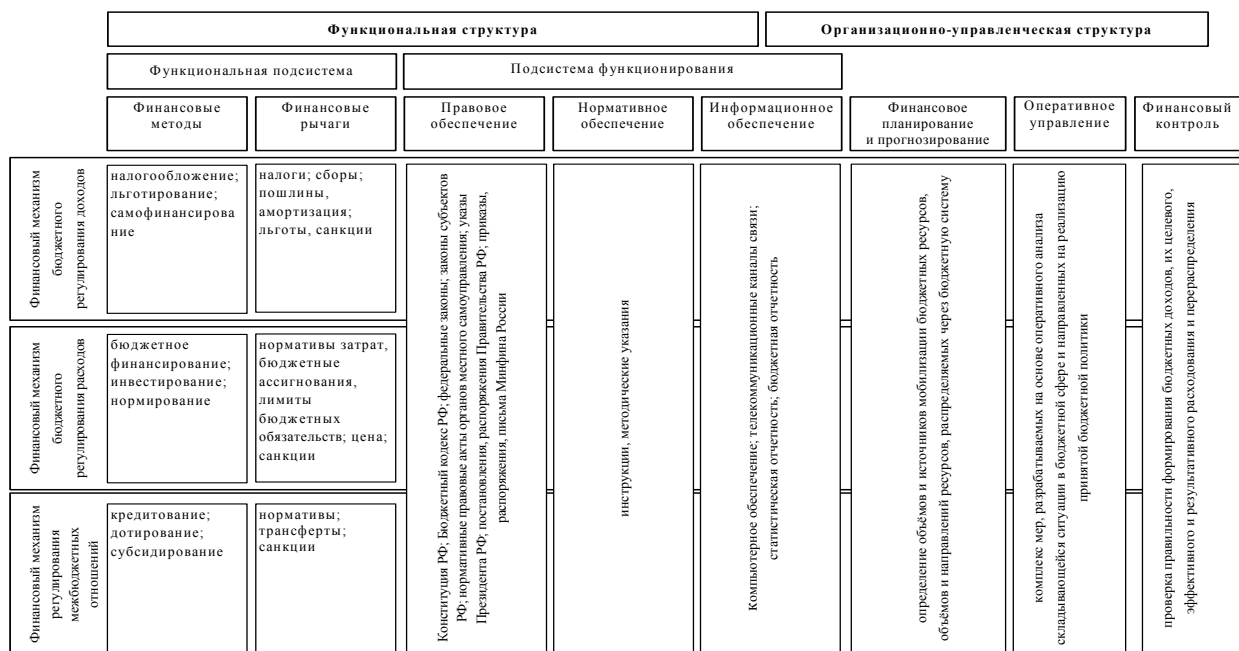 Функциональная структура
Организационно-управленческая структура
Функциональная подсистема
Подсистема функционирования
Финансовые
методы
Финансовые
рычаги
Правовое
обеспечение
Нормативное
обеспечение
Информационное
обеспечение
Финансовое
планирование
и прогнозирование
Оперативное
управление
Финансовый
контроль
Финансовый механизм
бюджетного
регулирования доходов
налогообложение;
льготирование;
самофинансирова
ние
налоги; сборы;
пошлины,
амортизация;
льготы, санкции
Финансовый механизм
бюджетного
регулирования расходов
бюджетное
финансирование;
инвестирование;
нормирование
нормативы затрат,
бюджетные
ассигнования,
лимиты
бюджетных
обязательств; цена;
санкции
Финансовый механизм
регулирования
межбюджетных
отношений
кредитование;
дотирование;
субсидирование
нормативы;
трансферты;
санкции
Конституция РФ; Бюджетный кодекс РФ; федеральные законы; законы субъектов
РФ; нормативные правовые акты органов местного самоуправления; указы
Президента РФ; постановления, распоряжения Правительства РФ; приказы,
распоряжения, письма Минфина России
инструкции, методические указания
Компьютерное обеспечение; телекоммуникационные каналы связи;
статистическая отчетность; бюджетная отчетность
определение объёмов и источников мобилизации бюджетных ресурсов,
объёмов и направлений ресурсов, распределяемых через бюджетную систему
комплекс мер, разрабатываемых на основе оперативного анализа
складывающейся ситуации в бюджетной сфере и направленных на реализацию
принятой бюджетной политики
проверка правильности формирования бюджетных доходов, их целевого,
эффективного и результативного расходования и перераспределения